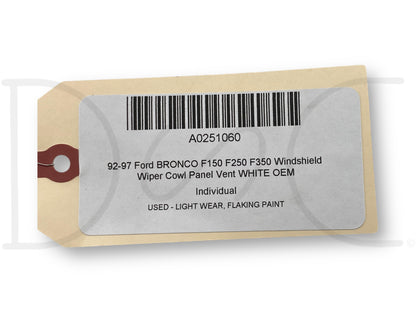 A0251060
92-97 Ford BRONCO F150 F250 F350 Windshield
Wiper Cowl Panel Vent WHITE OEM
Individual
USED - LIGHT WEAR, FLAKING PAINT